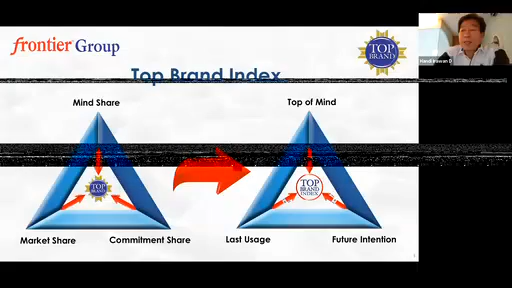 frontier Group
TOP
BRAND
Top Brand Index
Mind Share
Top of Mind
TOP
BRAND
TOP
BRAND
INDEX
Market Share
Commitment Share
Last Usage
Future Intention